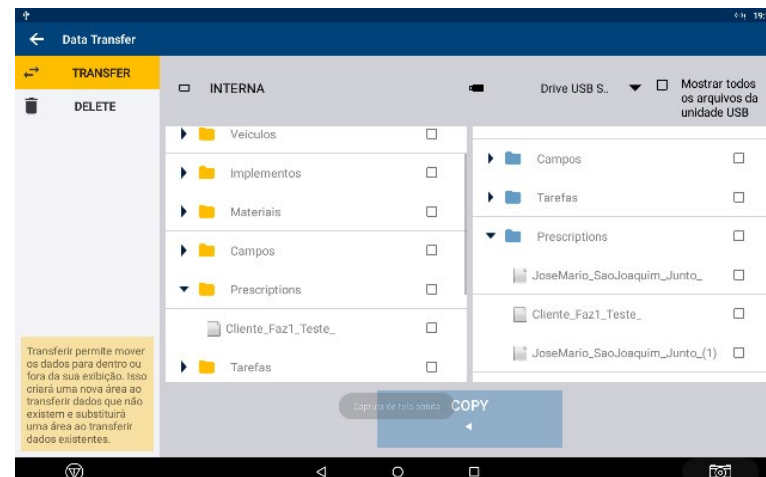 19:
Data Transfer
TRANSFER
DELETE
INTERNA
Drive USB S..
Mostrar todos
os arquivos da
unidade USB
Veiculos
Implementos
Materiais
Campos
Prescriptions
Cliente_Faz1_Teste_
Tarefas
Campos
Tarefas
Prescriptions
JoseMario_SaoJoaquim_Junto_
Cliente_Faz1_Teste_
JoseMario_SaoJoaquim_Junto_(1)
Transferir permite mover
os dados para dentro ou
fora da sua exibição. Isso
criará uma nova área ao
transferir dados que não
existem e substituirá
uma área ao transferir
dados existentes.
Captura de tela obtida
COPY